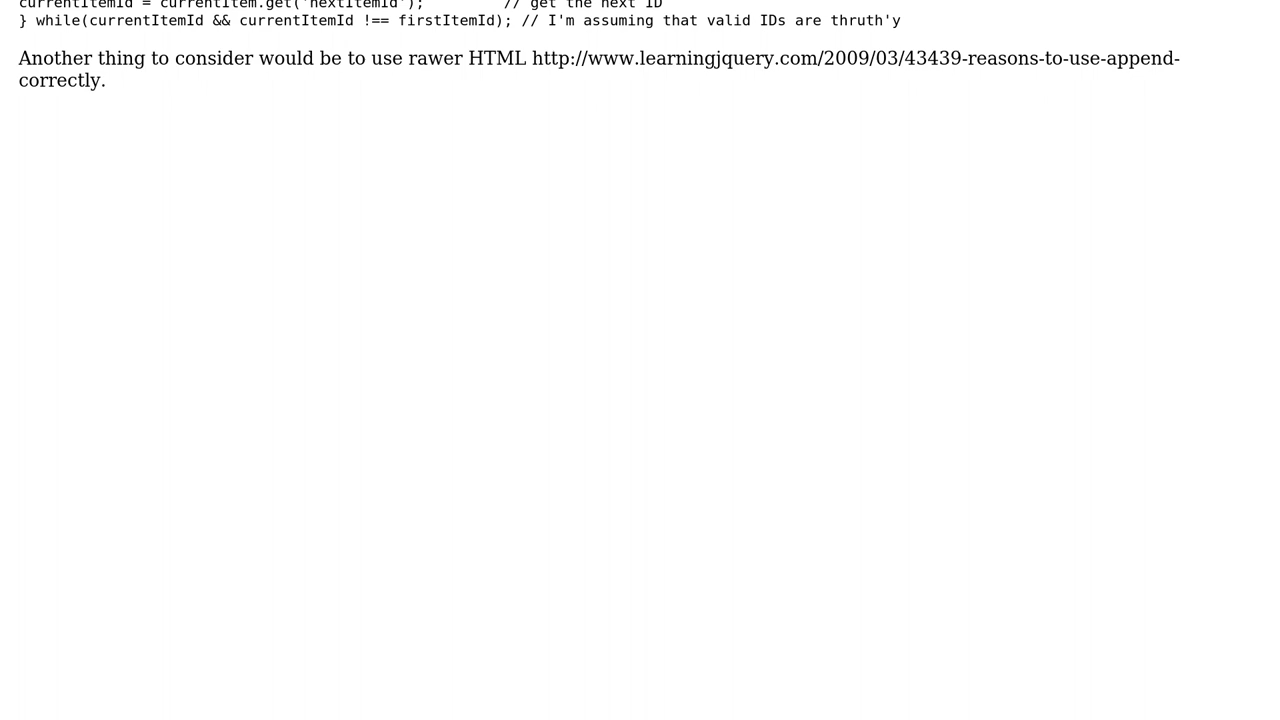 currentItemId = currentItem.get('nextItemId');         // get the next ID
} while(currentItemId && currentItemId !== firstItemId); // I'm assuming that valid IDs are thruth'y
Another thing to consider would be to use rawer HTML http://www.learningjquery.com/2009/03/43439-reasons-to-use-append-
correctly.